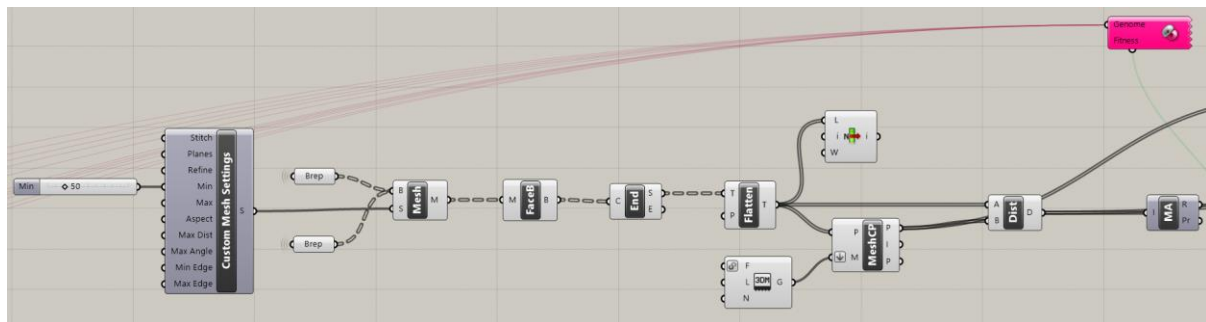 Genome
Fitness
Min
50
Stitch
Planes
Refine
Min
Max
Aspect
Max Dist
Max Angle
Min Edge
Max Edge
Custom Mesh Settings
S
Brep
Brep
B
S
Mesh
M
M
FaceB
B
C
End
S
E
T
P
Flatten
T
L
i
W
N
i
F
L
N
3DM
G
P
M
MeshCP
P
I
P
A
B
Dist
D
I
MA
R
Pr